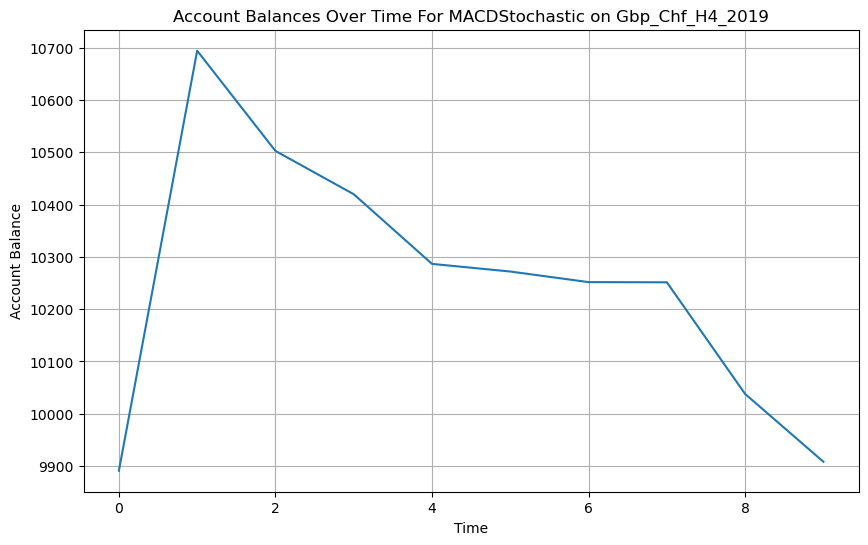 Account Balances Over Time For MACDStochastic on Gbp_Chf_H4_2019
Account Balance
10700
10600
10500
10400
10300
10200
10100
10000
9900
0 2 4 6 8
Time